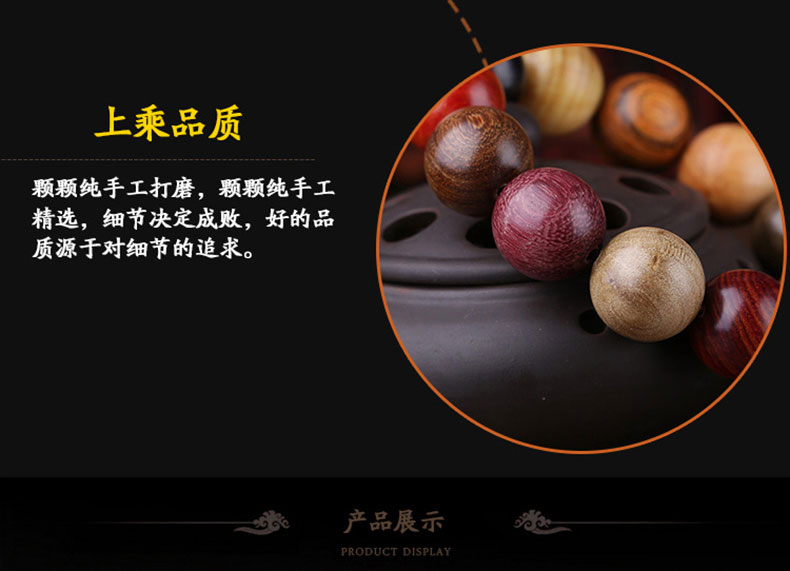 上乘品质
颗颗纯手工打磨，颗颗纯手工
精选，细节决定成败，好的品
质源于对细节的追求。
产品展示
PRODUCT DISPLAY